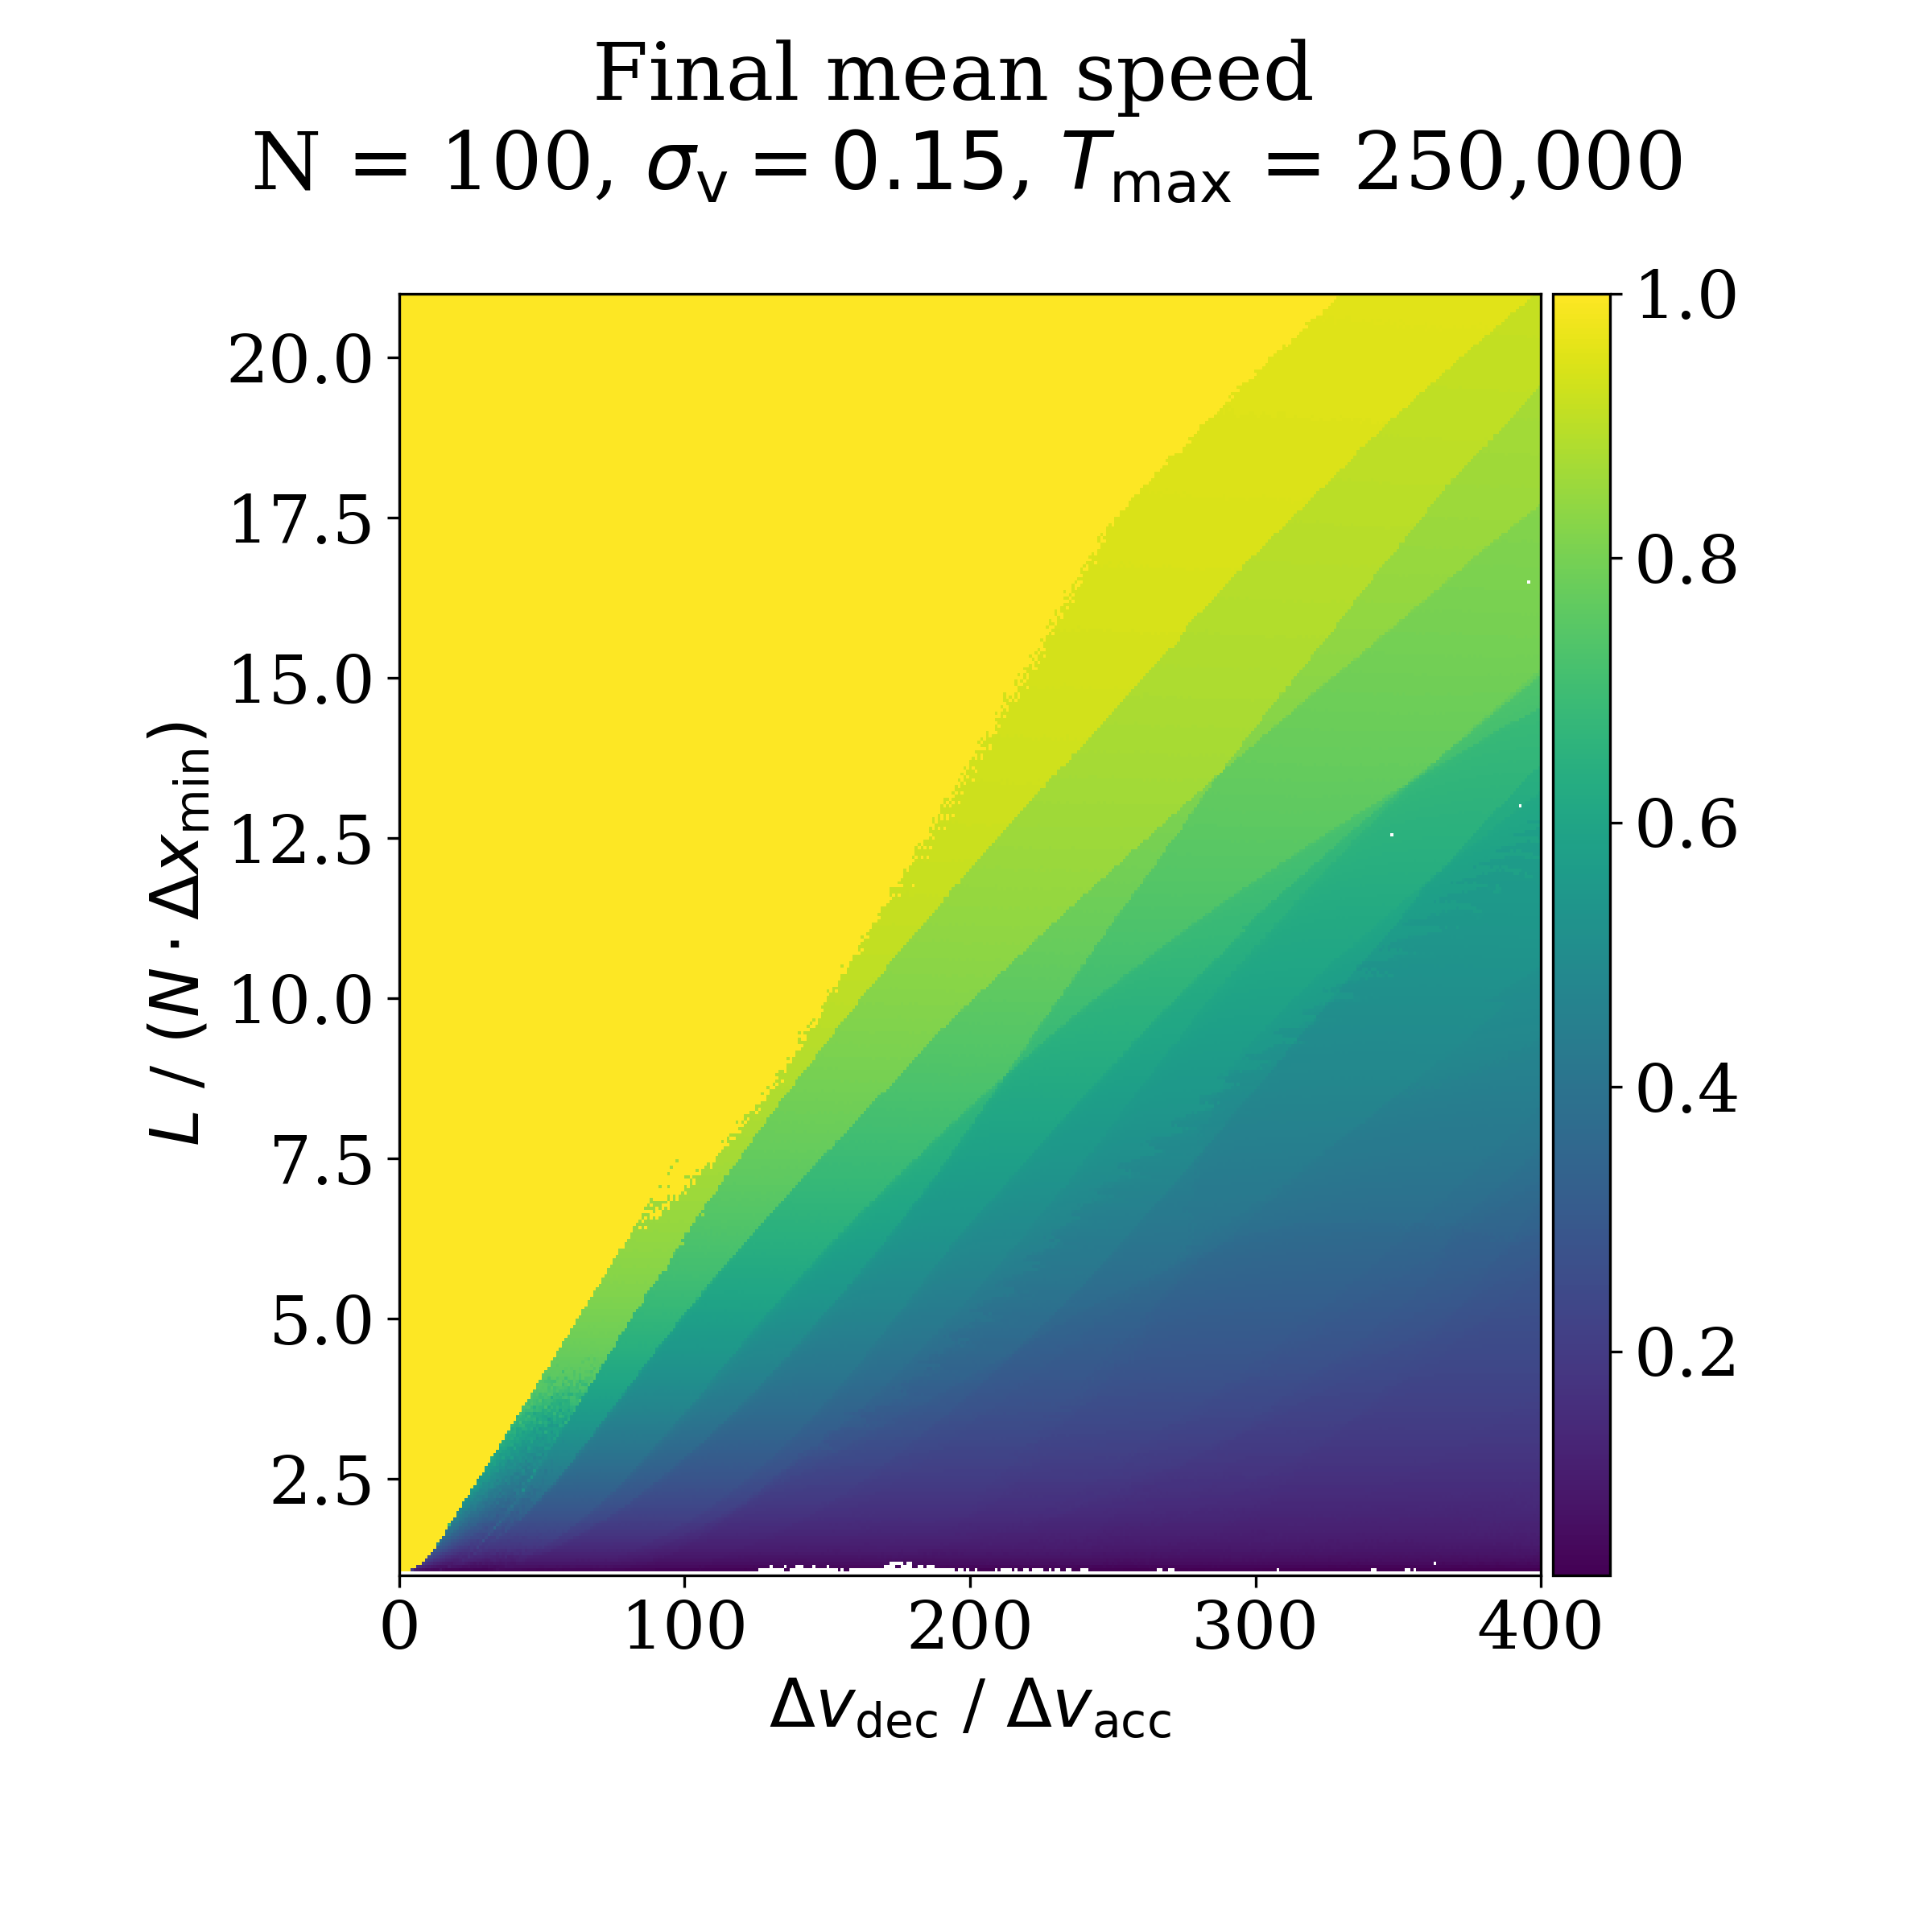 Final mean speed
N = 100, σv = 0.15, Tmax = 250,000
1.0
20.0
17.5
0.8
15.0
12.5
0.6
10.0
0.4
7.5
5.0
0.2
2.5
L / (N · Δxmin)
0 100 200 300 400
Δvdec / Δvacc